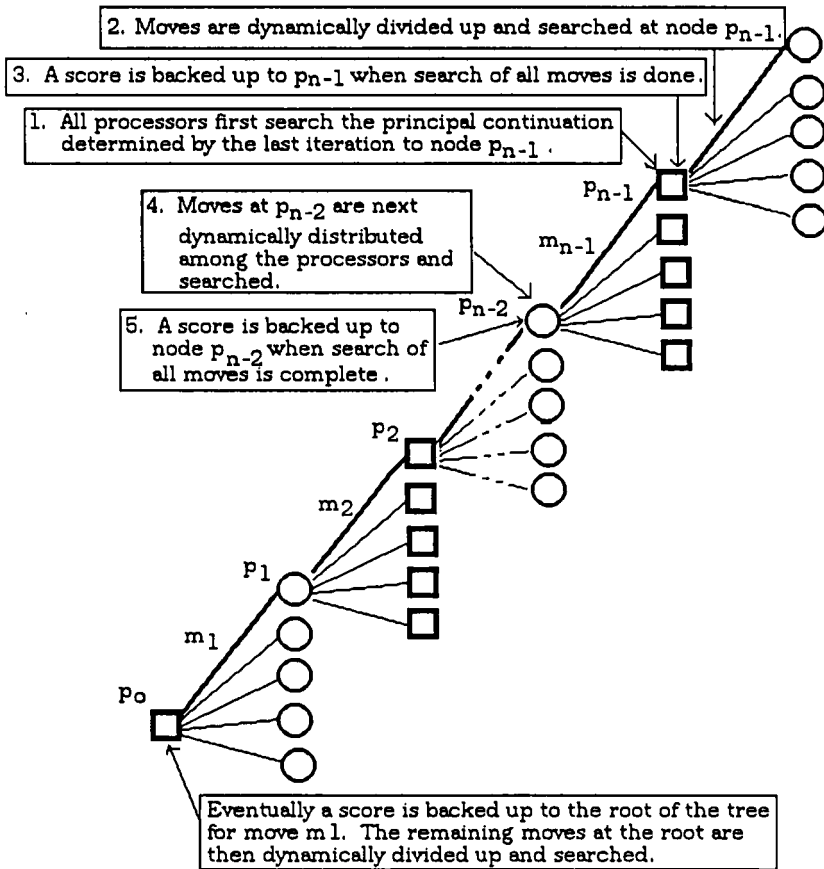 2. Moves are dynamically divided up and searched at node pn-1.
3. A score is backed up to pn-1 when search of all moves is done.
1. All processors first search the principal continuation
determined by the last iteration to node pn-1.
pn-1
4. Moves at pn-2 are next
dynamically distributed
among the processors and
searched.
mn-1
pn-2
5. A score is backed up to
node pn-2 when search of
all moves is complete.
p2
m2
p1
m1
po
Eventually a score is backed up to the root of the tree
for move m1. The remaining moves at the root are
then dynamically divided up and searched.